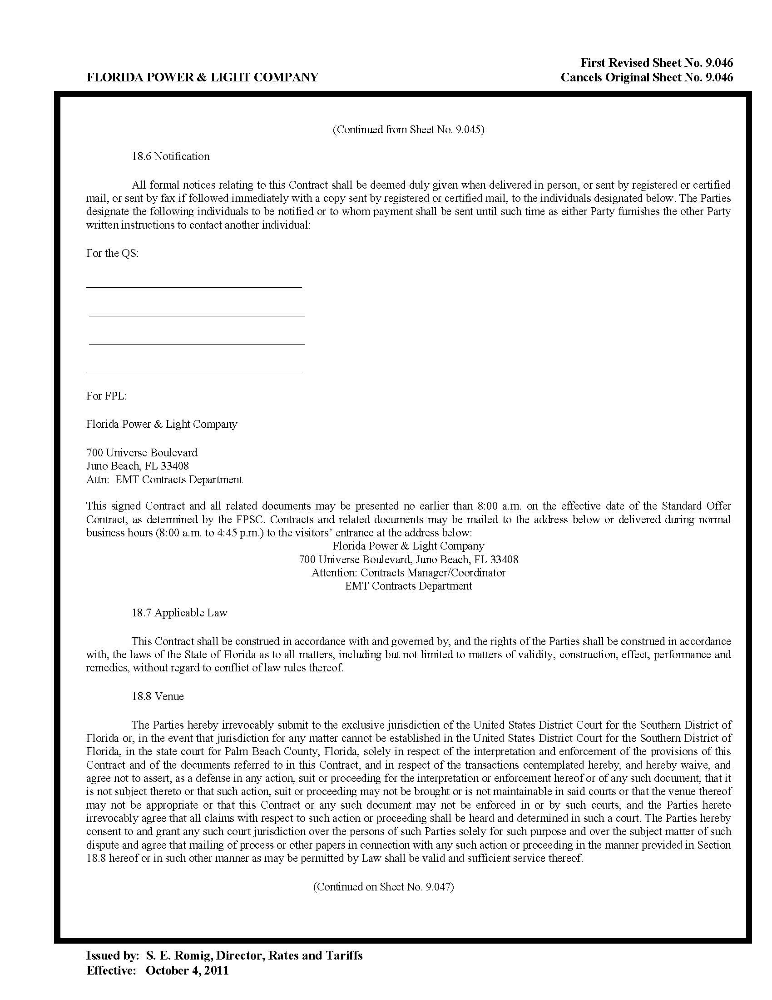 First Revised Sheet No. 9.046
FLORIDA POWER & LIGHT COMPANY
Cancels Original Sheet No. 9.046
(Continued from Sheet No. 9.045)
18.6 Notification
All formal notices relating to this Contract shall be deemed duly given when delivered in person, or sent by registered or certified
mail, or sent by fax if followed immediately with a copy sent by registered or certified mail, to the individuals designated below. The Parties
designate the following individuals to be notified or to whom payment shall be sent until such time as either Party furnishes the other Party
written instructions to contact another individual:
For the QS:
For FPL:
Florida Power & Light Company
700 Universe Boulevard
Juno Beach, FL 33408
Attn: EMT Contracts Department
This signed Contract and all related documents may be presented no earlier than 8:00 a.m. on the effective date of the Standard Offer
Contract, as determined by the FPSC. Contracts and related documents may be mailed to the address below or delivered during normal
business hours (8:00 a.m. to 4:45 p.m.) to the visitors’ entrance at the address below:
Florida Power & Light Company
700 Universe Boulevard, Juno Beach, FL 33408
Attention: Contracts Manager/Coordinator
EMT Contracts Department
18.7 Applicable Law
This Contract shall be construed in accordance with and governed by, and the rights of the Parties shall be construed in accordance
with, the laws of the State of Florida as to all matters, including but not limited to matters of validity, construction, effect, performance and
remedies, without regard to conflict of law rules thereof.
18.8 Venue
The Parties hereby irrevocably submit to the exclusive jurisdiction of the United States District Court for the Southern District of
Florida or, in the event that jurisdiction for any matter cannot be established in the United States District Court for the Southern District of
Florida, in the state court for Palm Beach County, Florida, solely in respect of the interpretation and enforcement of the provisions of this
Contract and of the documents referred to in this Contract, and in respect of the transactions contemplated hereby, and hereby waive, and
agree not to assert, as a defense in any action, suit or proceeding for the interpretation or enforcement hereof or of any such document, that it
is not subject thereto or that such action, suit or proceeding may not be brought or is not maintainable in said courts or that the venue thereof
may not be appropriate or that this Contract or any such document may not be enforced in or by such courts, and the Parties hereto
irrevocably agree that all claims with respect to such action or proceeding shall be heard and determined in such a court. The Parties hereby
consent to and grant any such court jurisdiction over the persons of such Parties solely for such purpose and over the subject matter of such
dispute and agree that mailing of process or other papers in connection with any such action or proceeding in the manner provided in Section
18.8 hereof or in such other manner as may be permitted by Law shall be valid and sufficient service thereof.
(Continued on Sheet No. 9.047)
Issued by: S. E. Romig, Director, Rates and Tariffs
Effective: October 4, 2011